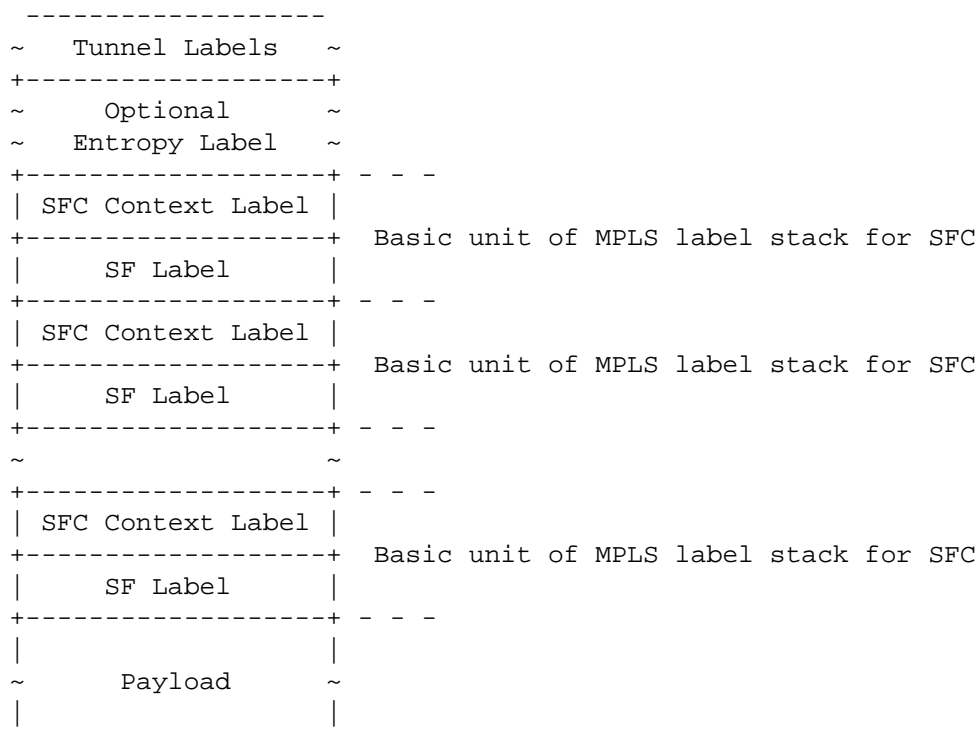 Tunnel Labels
Optional
Entropy Label
SFC Context Label
Basic unit of MPLS label stack for SFC
SF Label
SFC Context Label
Basic unit of MPLS label stack for SFC
SF Label
SFC Context Label
Basic unit of MPLS label stack for SFC
SF Label
Payload